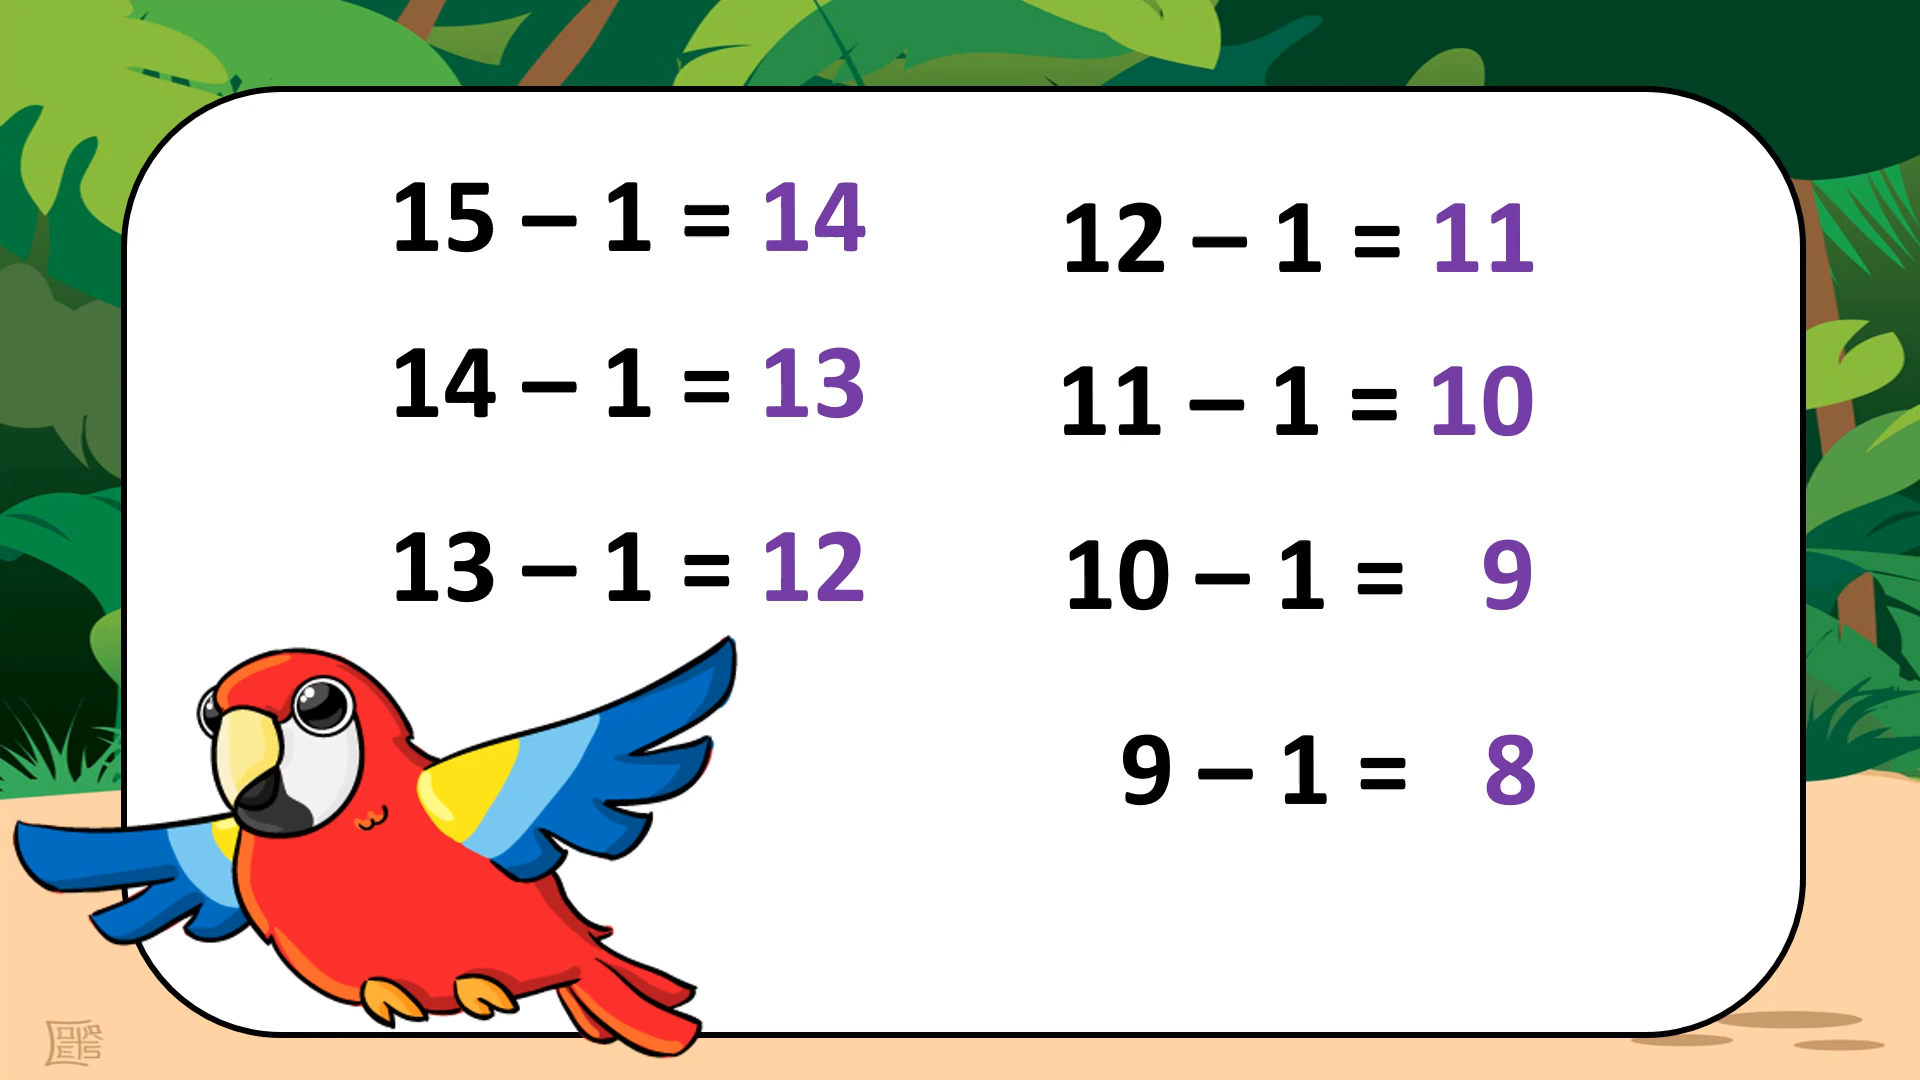 15 – 1 = 14
14 – 1 = 13
13 – 1 = 12
12 – 1 = 11
11 – 1 = 10
10 – 1 = 9
9 – 1 = 8